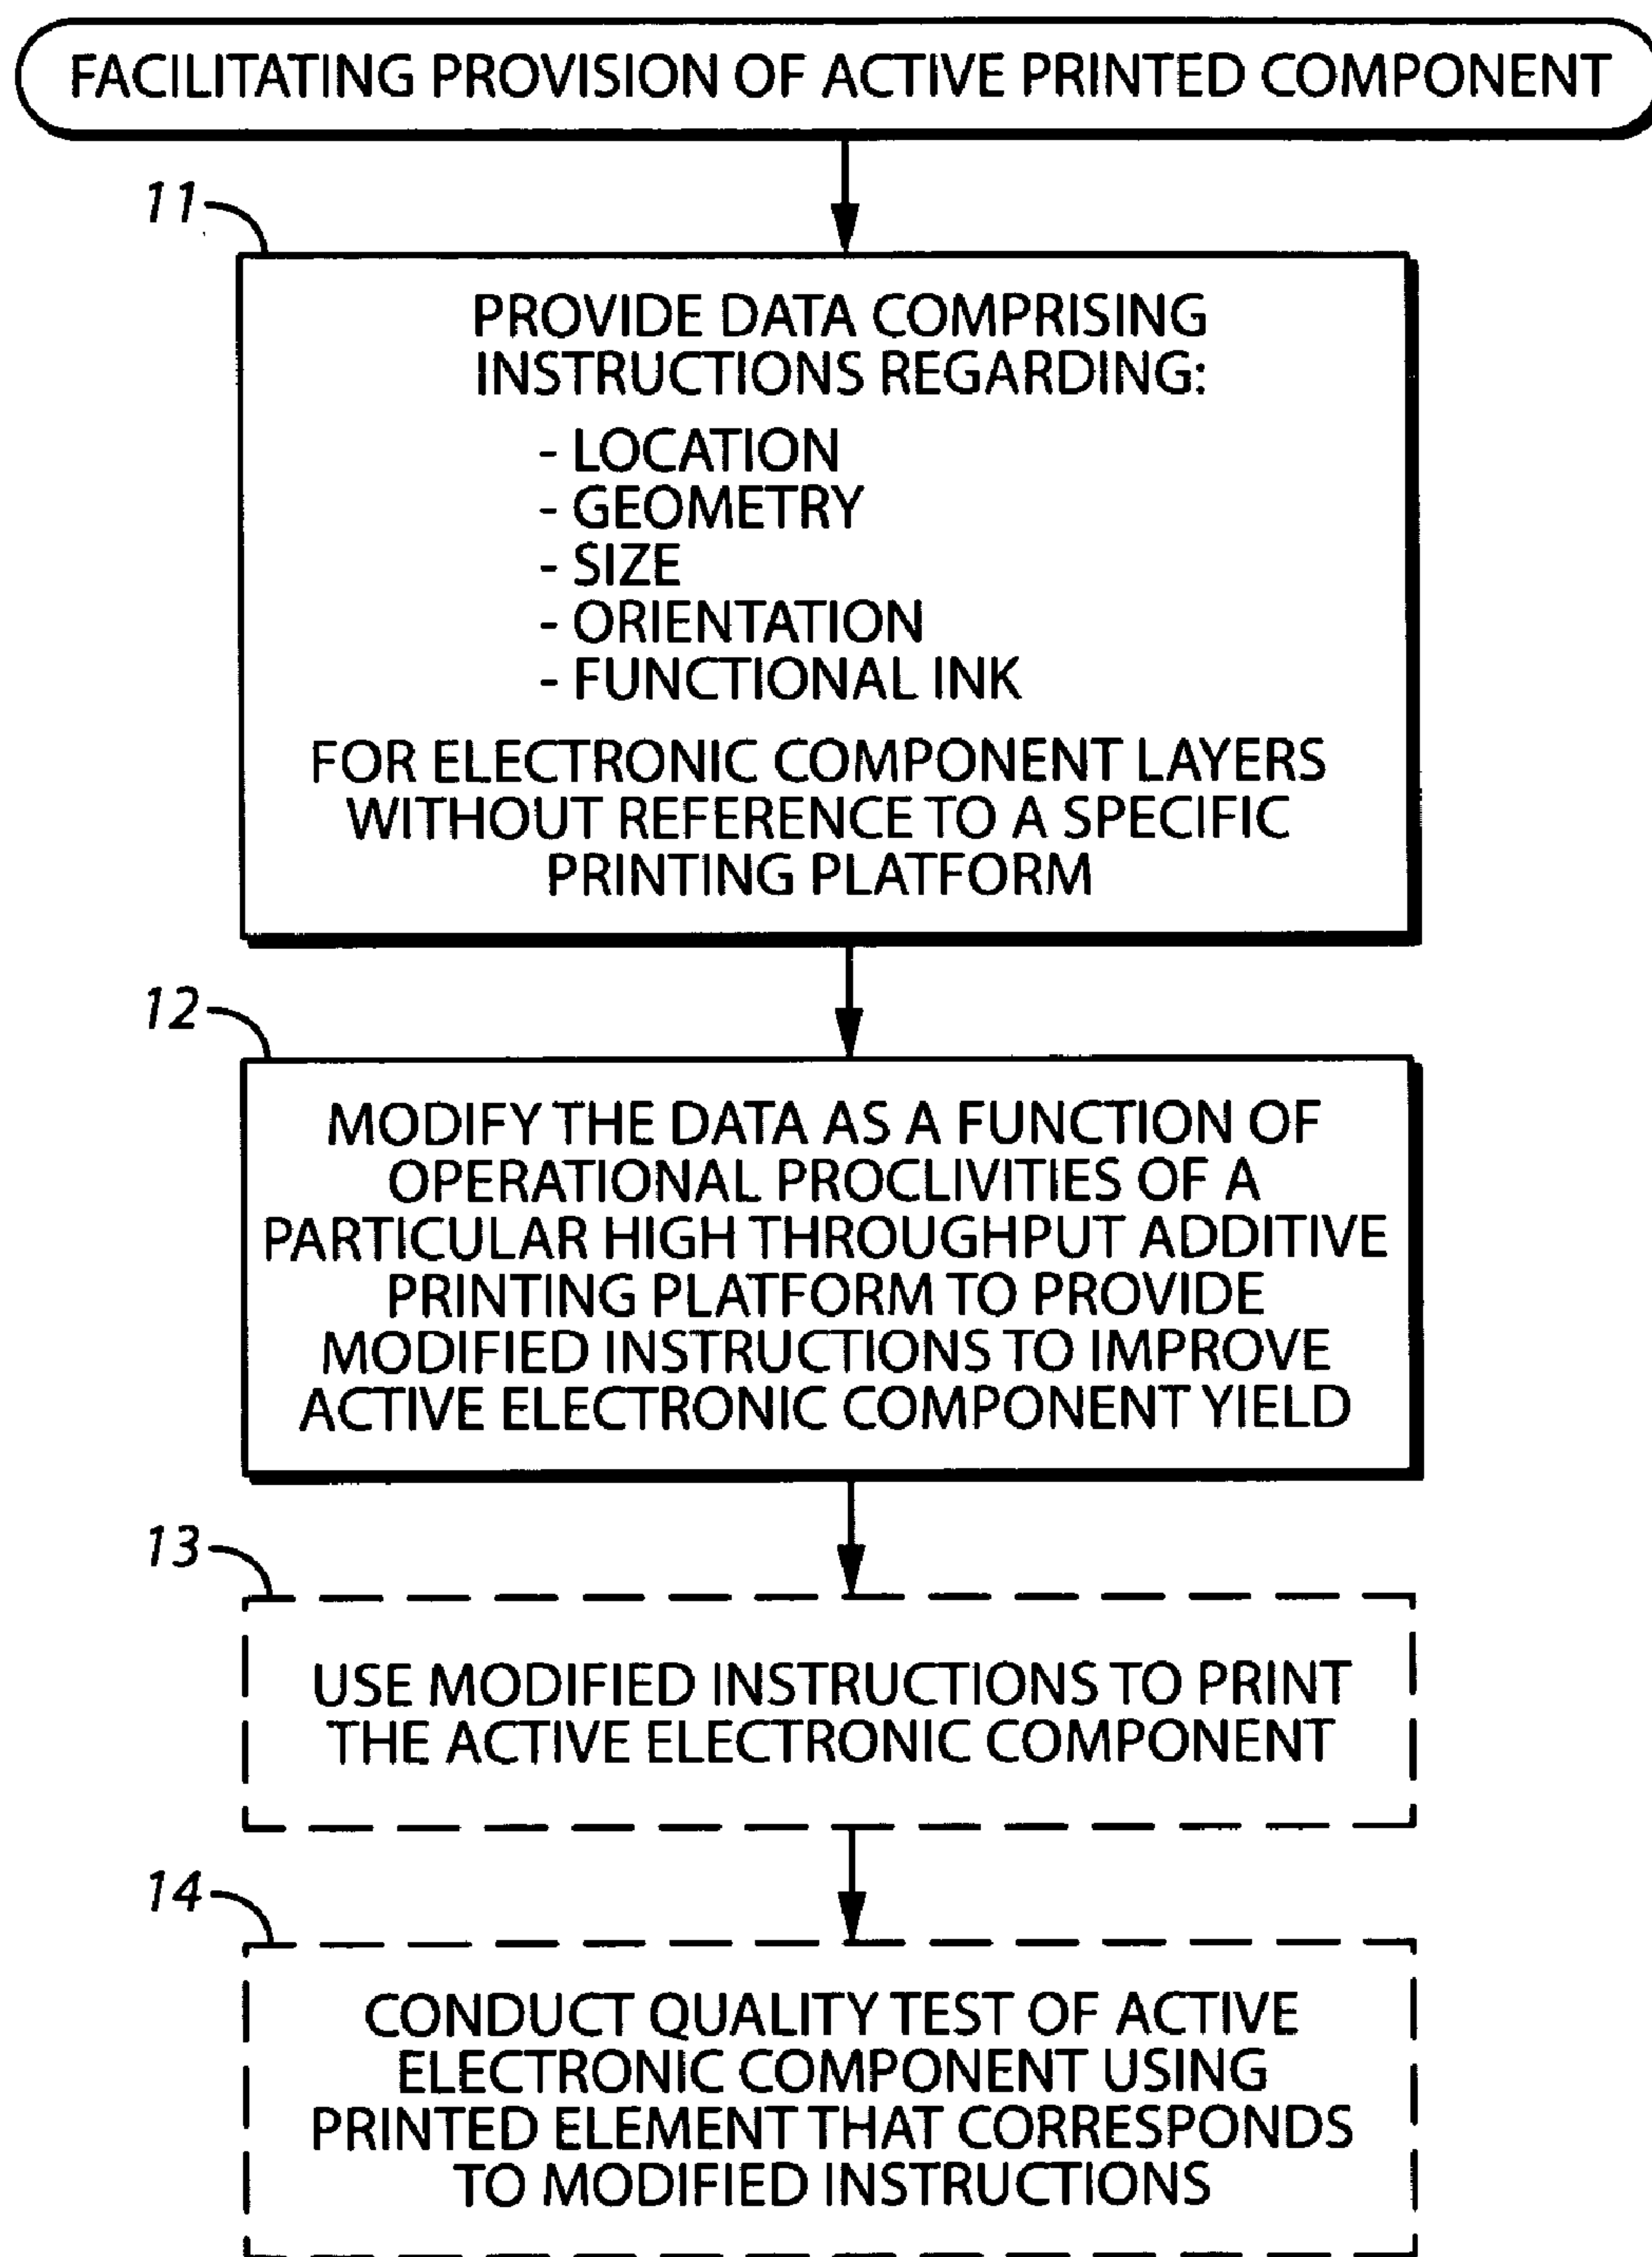 FACILITATING PROVISION OF ACTIVE PRINTED COMPONENT
11
PROVIDE DATA COMPRISING
INSTRUCTIONS REGARDING:
- LOCATION
- GEOMETRY
- SIZE
- ORIENTATION
- FUNCTIONAL INK
FOR ELECTRONIC COMPONENT LAYERS
WITHOUT REFERENCE TO A SPECIFIC
PRINTING PLATFORM
12
MODIFY THE DATA AS A FUNCTION OF
OPERATIONAL PROCLIVITIES OF A
PARTICULAR HIGH THROUGHPUT ADDITIVE
PRINTING PLATFORM TO PROVIDE
MODIFIED INSTRUCTIONS TO IMPROVE
ACTIVE ELECTRONIC COMPONENT YIELD
13
USE MODIFIED INSTRUCTIONS TO PRINT
THE ACTIVE ELECTRONIC COMPONENT
14
CONDUCT QUALITY TEST OF ACTIVE
ELECTRONIC COMPONENT USING
PRINTED ELEMENT THAT CORRESPONDS
TO MODIFIED INSTRUCTIONS